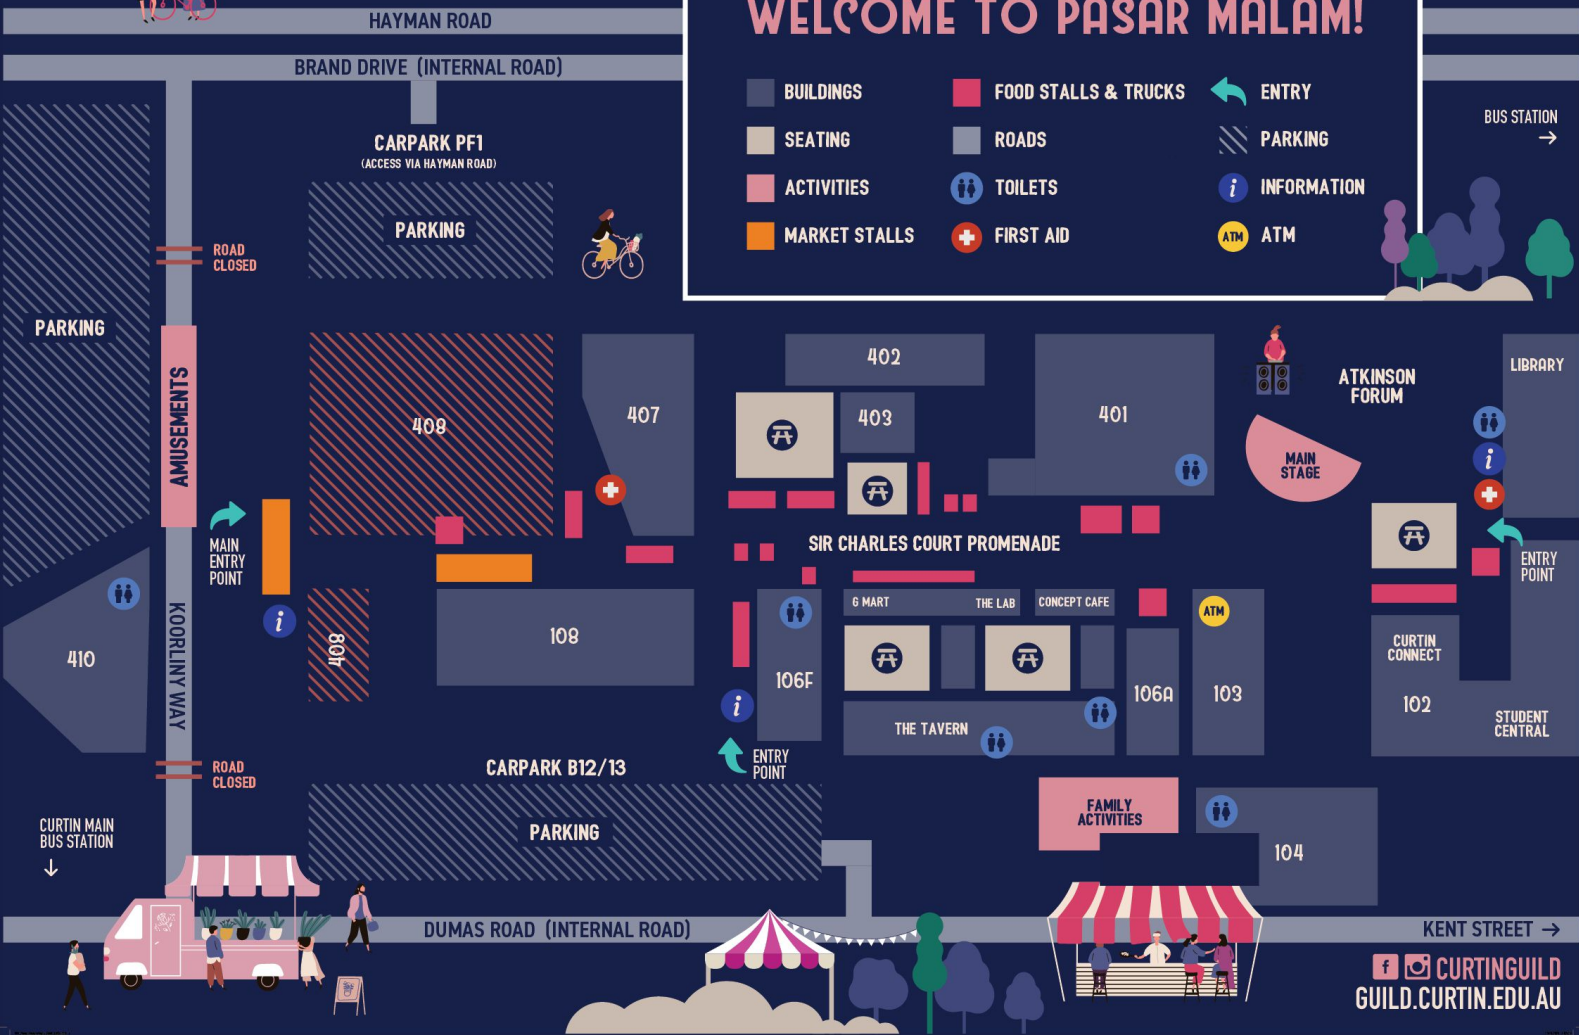 WELCOME TO PASAR MALAM!
HAYMAN ROAD
BRAND DRIVE (INTERNAL ROAD)
BUILDINGS
SEATING
ACTIVITIES
MARKET STALLS
FOOD STALLS & TRUCKS
ROADS
TOILETS
FIRST AID
ENTRY
PARKING
i
INFORMATION
ATM
ATM
BUS STATION
→
CARPARK PF1
(ACCESS VIA HAYMAN ROAD)
PARKING
ROAD
CLOSED
PARKING
AMUSEMENTS
408
407
402
403
401
ATKINSON
FORUM
LIBRARY
MAIN
STAGE
i
MAIN
ENTRY
POINT
SIR CHARLES COURT PROMENADE
ENTRY
POINT
i
410
KOORLINY WAY
408
108
106F
G MART
THE LAB
CONCEPT CAFE
ATM
106A
103
CURTIN
CONNECT
102
STUDENT
CENTRAL
i
THE TAVERN
ENTRY
POINT
ROAD
CLOSED
CARPARK B12/13
PARKING
FAMILY
ACTIVITIES
104
CURTIN MAIN
BUS STATION
↓
DUMAS ROAD (INTERNAL ROAD)
KENT STREET →
f CURTINGUILD
GUILD.CURTIN.EDU.AU